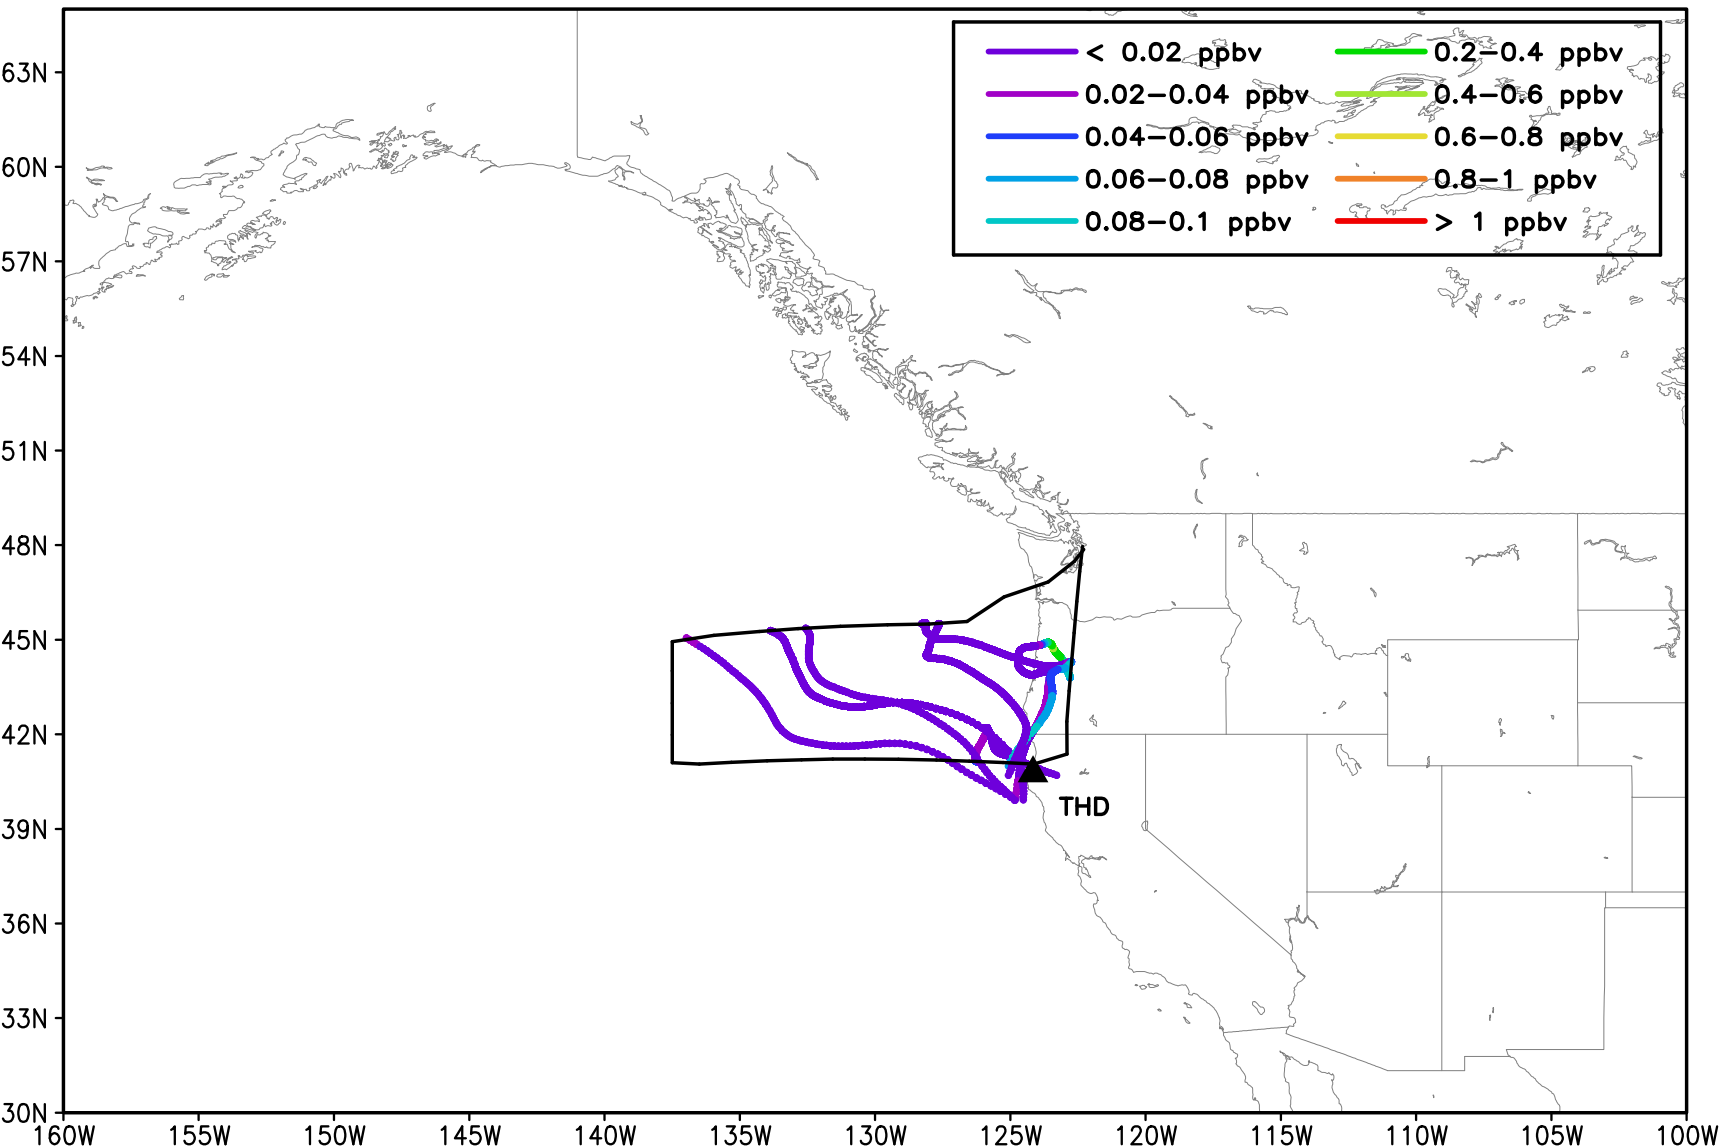 < 0.02 ppbv
0.02−0.04 ppbv
0.04−0.06 ppbv
0.06−0.08 ppbv
0.08−0.1 ppbv
0.2−0.4 ppbv
0.4−0.6 ppbv
0.6−0.8 ppbv
0.8−1 ppbv
> 1 ppbv
63N
60N
57N
54N
51N
48N
45N
42N
39N
36N
33N
30N
THD
160W 155W 150W 145W 140W 135W 130W 125W 120W 115W 110W 105W 100W